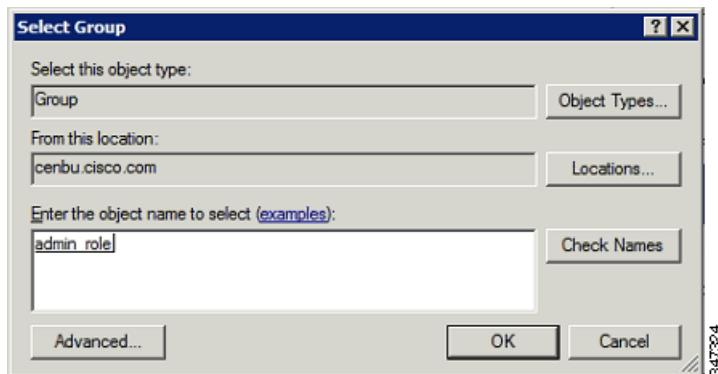 Select Group
?
Select this object type:
Group
Object Types...
From this location:
cenbu.cisco.com
Locations...
Enter the object name to select (examples):
admin_role
Check Names
Advanced...
OK
Cancel
347324